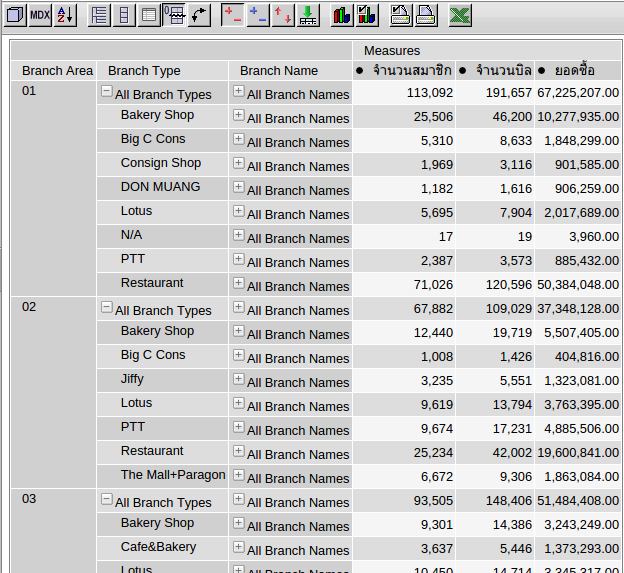 MDX A Z
Measures
Branch Area Branch Type Branch Name ● จำนวนสมาชิก ● จำนวนบิล ● ยอดซื้อ
01 All Branch Types All Branch Names 113,092 191,657 67,225,207.00
Bakery Shop All Branch Names 25,506 46,200 10,277,935.00
Big C Cons All Branch Names 5,310 8,633 1,848,299.00
Consign Shop All Branch Names 1,969 3,116 901,585.00
DON MUANG All Branch Names 1,182 1,616 906,259.00
Lotus All Branch Names 5,695 7,904 2,017,689.00
N/A All Branch Names 17 19 3,960.00
PTT All Branch Names 2,387 3,573 885,432.00
Restaurant All Branch Names 71,026 120,596 50,384,048.00
02 All Branch Types All Branch Names 67,882 109,029 37,348,128.00
Bakery Shop All Branch Names 12,440 19,719 5,507,405.00
Big C Cons All Branch Names 1,008 1,426 404,816.00
Jiffy All Branch Names 3,235 5,551 1,323,081.00
Lotus All Branch Names 9,619 13,794 3,763,395.00
PTT All Branch Names 9,674 17,231 4,885,506.00
Restaurant All Branch Names 25,234 42,002 19,600,841.00
The Mall+Paragon All Branch Names 6,672 9,306 1,863,084.00
03 All Branch Types All Branch Names 93,505 148,406 51,484,408.00
Bakery Shop All Branch Names 9,301 14,386 3,243,249.00
Cafe&Bakery All Branch Names 3,637 5,446 1,373,293.00
Lotus All Branch Names 10,450 14,714 3,345,317.00